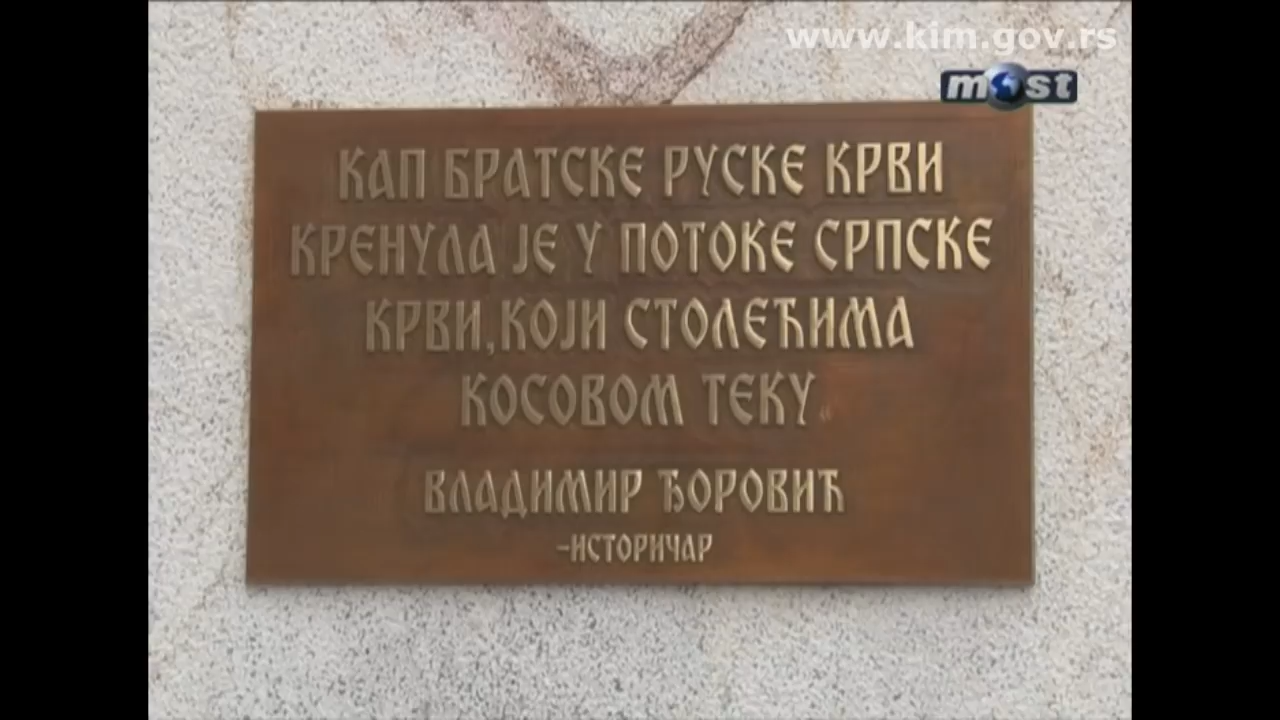 www.kim.gov.rs
most
КАП БРАТСКЕ РУСКЕ КРВИ
КРЕНУЛА ЈЕ У ПОТОКЕ СРПСКЕ
КРВИ, КОЈИ СТОЛЕЋИМА
КОСОВОМ ТЕКУ
ВЛАДИМИР ЂОРОВИЋ
-ИСТОРИЧАР